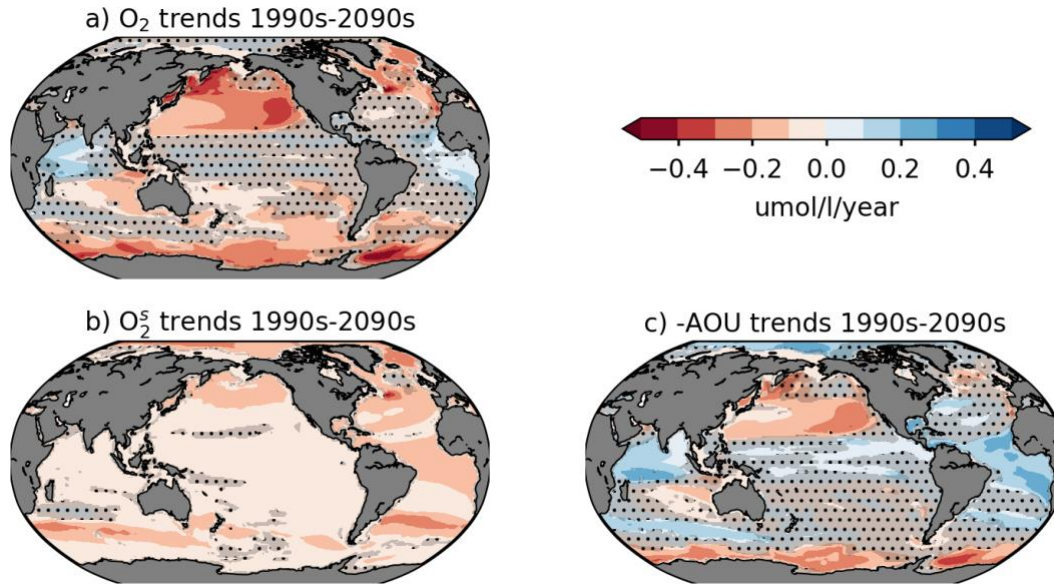 a) O₂ trends 1990s-2090s
−0.4 −0.2 0.0 0.2 0.4
umol/l/year
b) O₂ˢ trends 1990s-2090s
c) -AOU trends 1990s-2090s